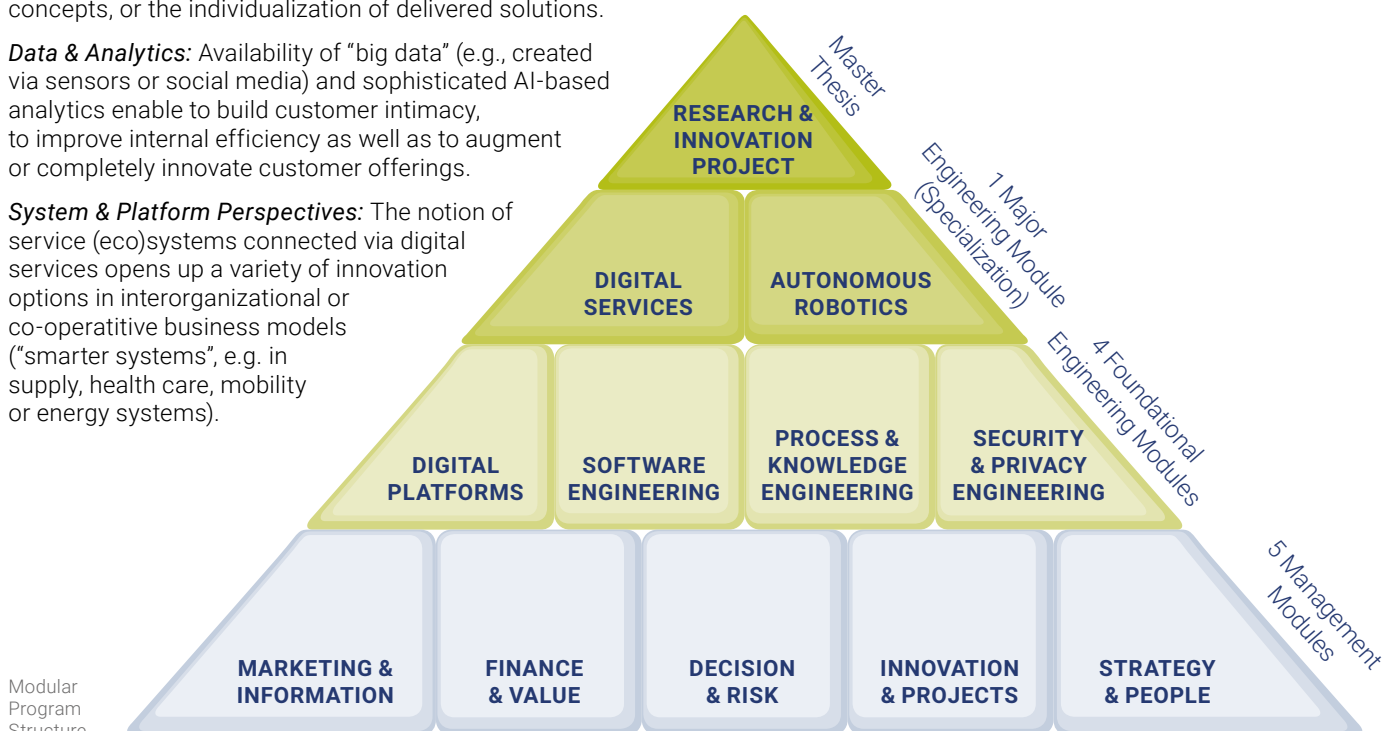 concepts, or the individualization of delivered solutions.
Data & Analytics: Availability of “big data” (e.g., created
via sensors or social media) and sophisticated AI-based
analytics enable to build customer intimacy,
to improve internal efficiency as well as to augment
or completely innovate customer offerings.
System & Platform Perspectives: The notion of
service (eco)systems connected via digital
services opens up a variety of innovation
options in interorganizational or
co-operatitive business models
(“smarter systems”, e.g. in
supply, health care, mobility
or energy systems).
RESEARCH &
INNOVATION
PROJECT
Master
Thesis
DIGITAL
SERVICES
AUTONOMOUS
ROBOTICS
1 Major
Engineering Module
(Specialization)
DIGITAL
PLATFORMS
SOFTWARE
ENGINEERING
PROCESS &
KNOWLEDGE
ENGINEERING
SECURITY
& PRIVACY
ENGINEERING
4 Foundational
Engineering Modules
MARKETING &
INFORMATION
FINANCE
& VALUE
DECISION
& RISK
INNOVATION
& PROJECTS
STRATEGY
& PEOPLE
5 Management
Modules
Modular
Program
Structure